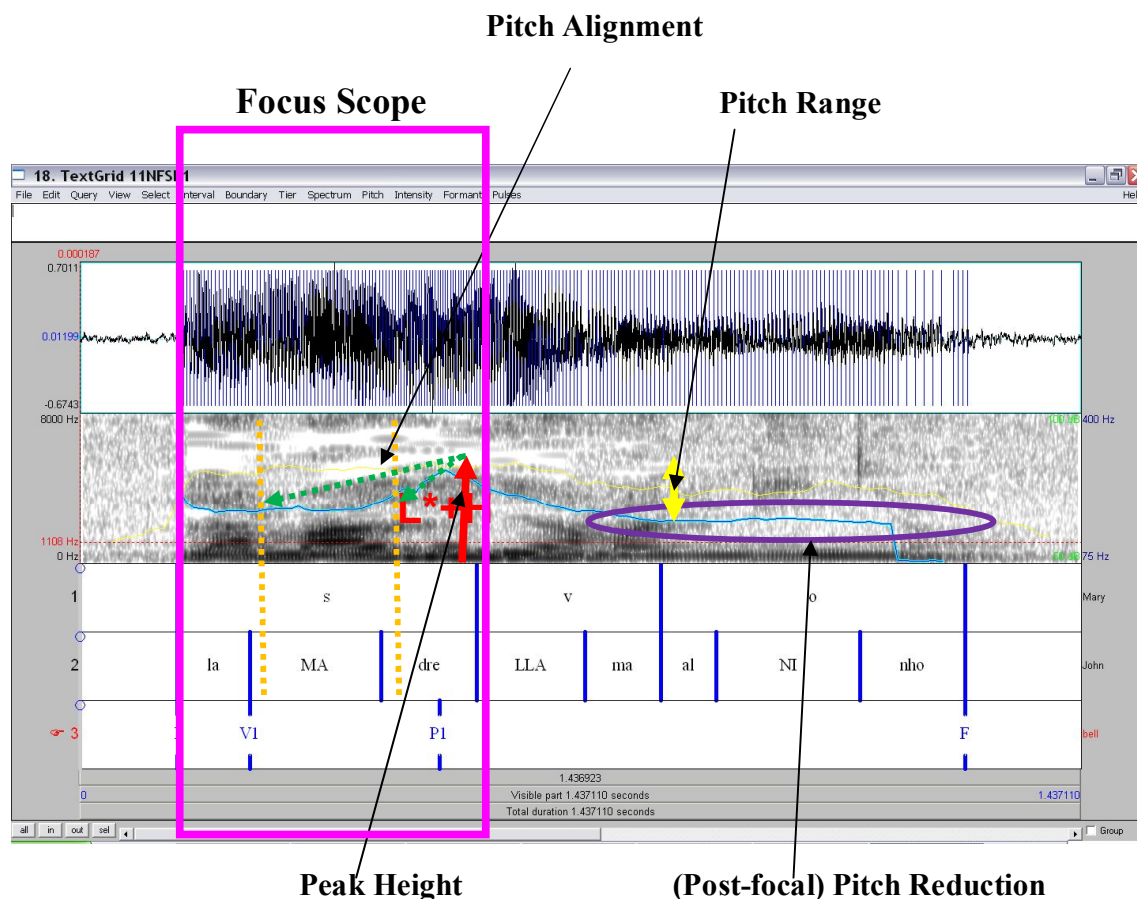 Pitch Alignment
Focus Scope
Pitch Range
18. TextGrid 11NFS
File Edit Query View Select Interval Boundary Tier Spectrum Pitch Intensity Formant Pulses Hel
0.000187
0.7011
0.01199
-0.6743
8000 Hz 400 Hz
L*+H
1108 Hz
0 Hz 75 Hz
1 s v o Mary
2 la MA dre LLA ma al NI nho John
3 V1 P1 F bell
1.436923
0 Visible part 1.437110 seconds 1.437110
Total duration 1.437110 seconds
all in out sel Group
Peak Height
(Post-focal) Pitch Reduction